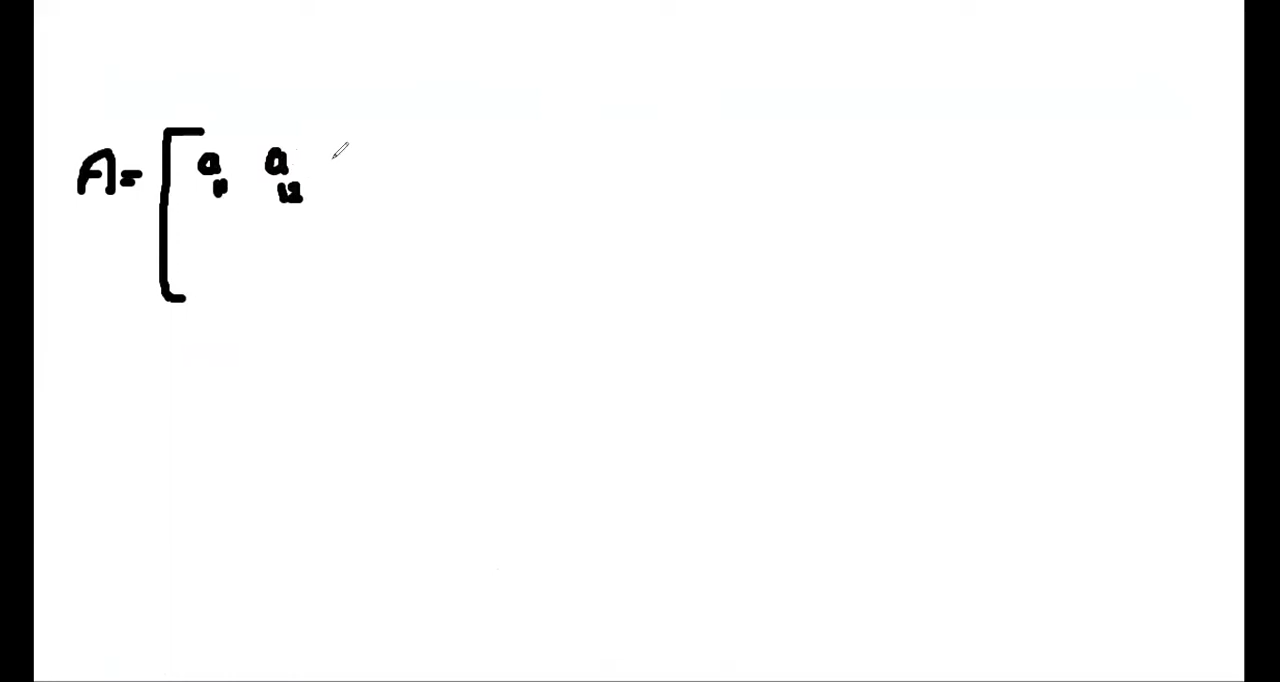 A = [ a₁₁ a₁₂